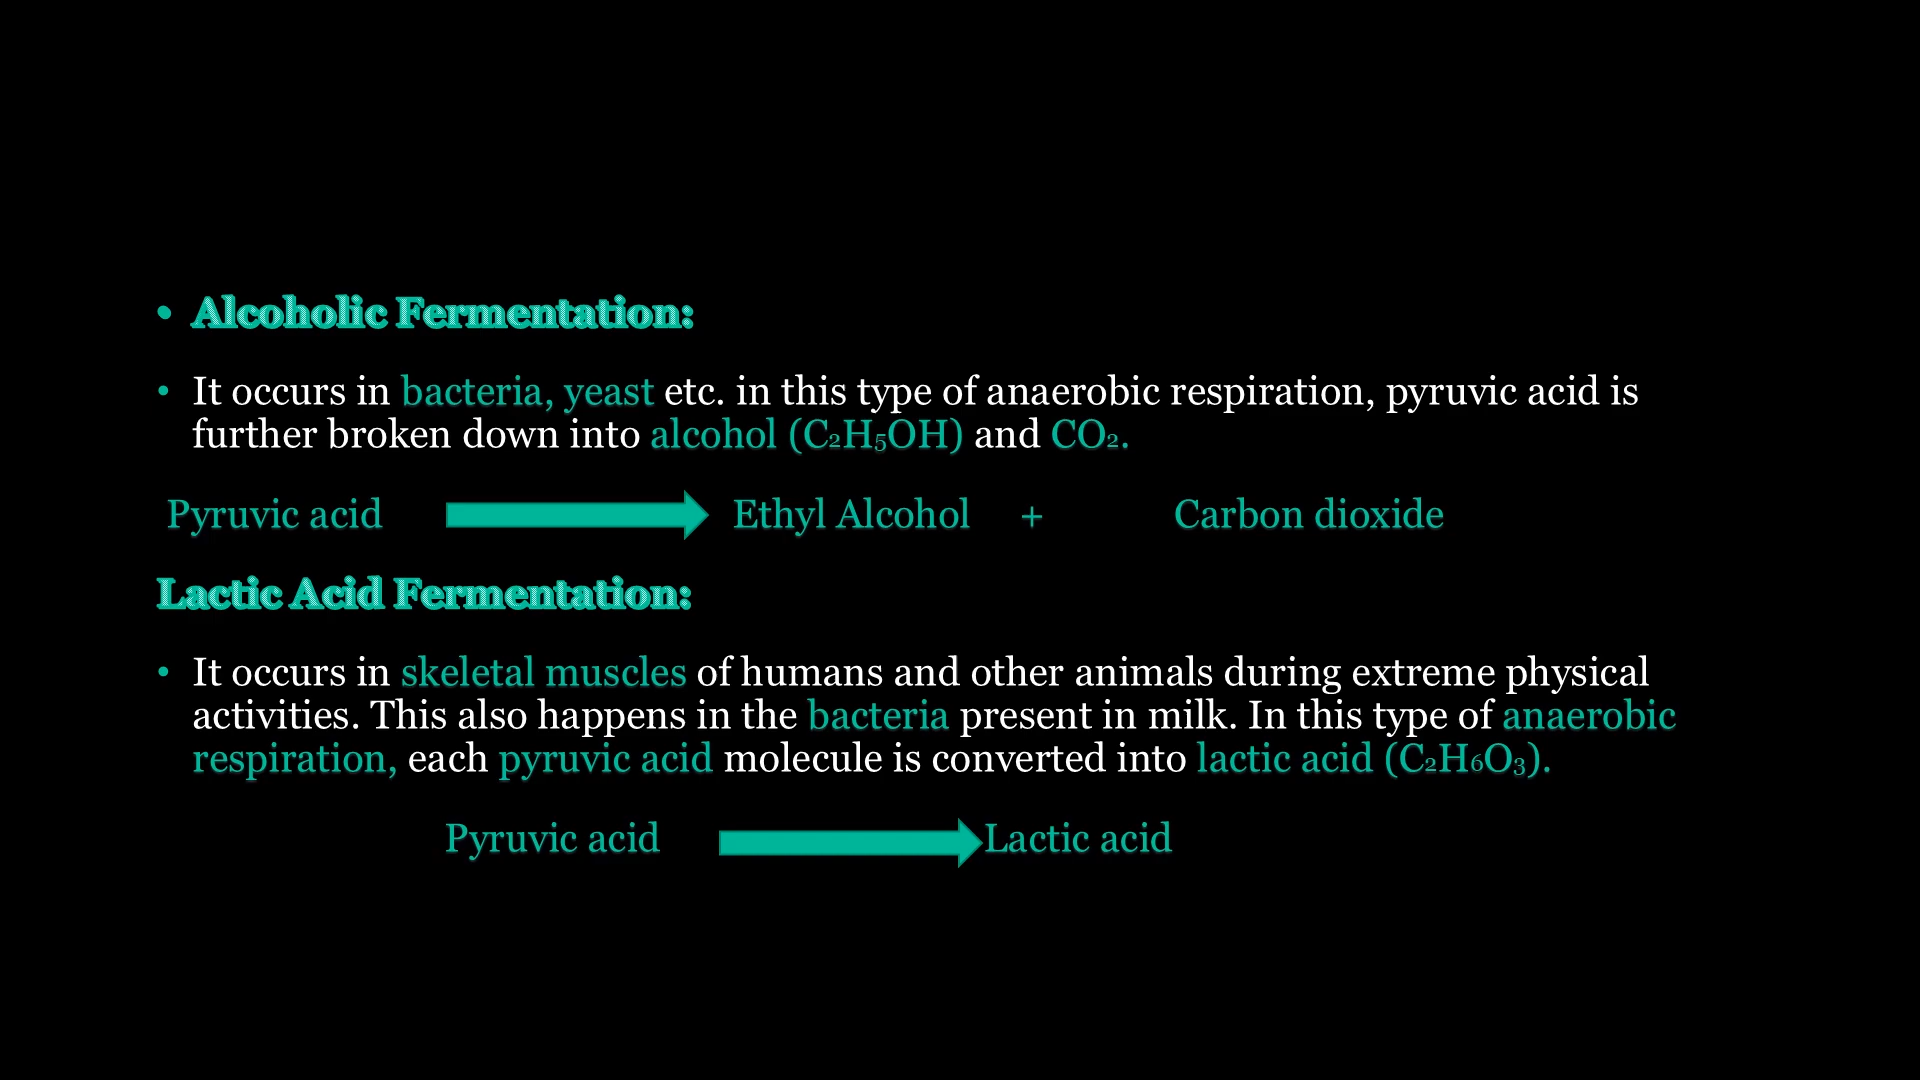 • Alcoholic Fermentation:
• It occurs in bacteria, yeast etc. in this type of anaerobic respiration, pyruvic acid is
further broken down into alcohol (C₂H₅OH) and CO₂.
Pyruvic acid Ethyl Alcohol + Carbon dioxide
Lactic Acid Fermentation:
• It occurs in skeletal muscles of humans and other animals during extreme physical
activities. This also happens in the bacteria present in milk. In this type of anaerobic
respiration, each pyruvic acid molecule is converted into lactic acid (C₂H₆O₃).
Pyruvic acid Lactic acid